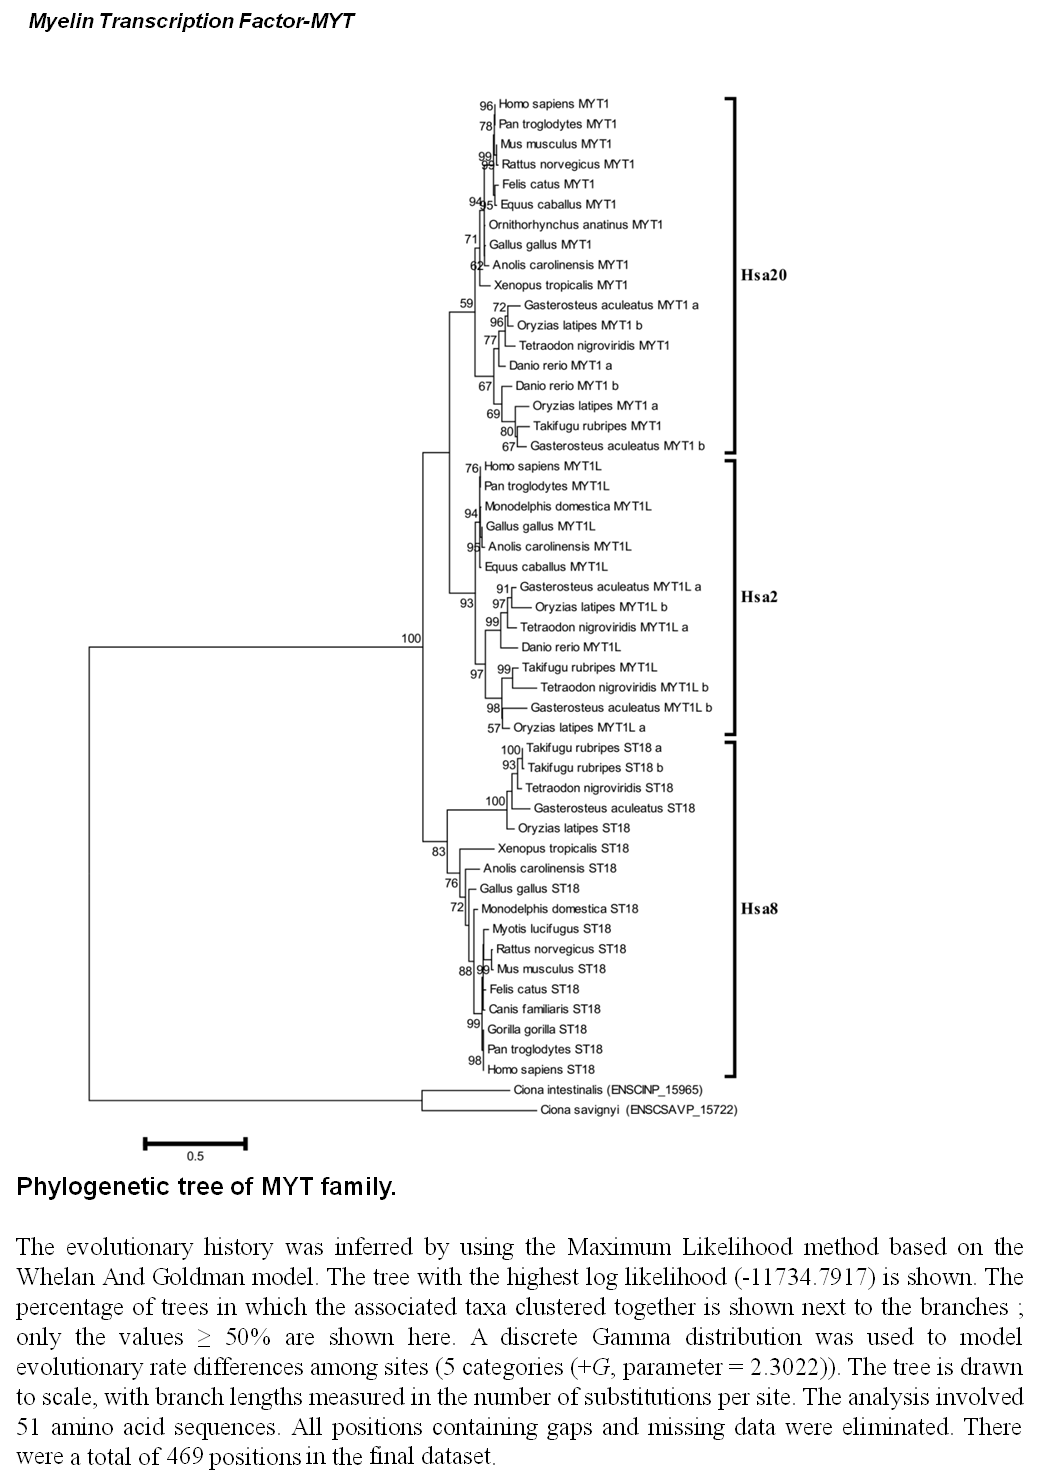 Myelin Transcription Factor-MYT
96
Homo sapiens MYT1
78
Pan troglodytes MYT1
Mus musculus MYT1
99
99
Rattus norvegicus MYT1
Felis catus MYT1
94
95
Equus caballus MYT1
Ornithorhynchus anatinus MYT1
71
Gallus gallus MYT1
62
Anolis carolinensis MYT1
Hsa20
Xenopus tropicalis MYT1
59
72
Gasterosteus aculeatus MYT1 a
96
Oryzias latipes MYT1 b
77
Tetraodon nigroviridis MYT1
Danio rerio MYT1 a
67
Danio rerio MYT1 b
69
Oryzias latipes MYT1 a
80
Takifugu rubripes MYT1
67
Gasterosteus aculeatus MYT1 b
76
Homo sapiens MYT1L
Pan troglodytes MYT1L
94
Monodelphis domestica MYT1L
Gallus gallus MYT1L
95
Anolis carolinensis MYT1L
Equus caballus MYT1L
91
Gasterosteus aculeatus MYT1L a
Hsa2
93
97
Oryzias latipes MYT1L b
99
Tetraodon nigroviridis MYT1L a
100
Danio rerio MYT1L
97
99
Takifugu rubripes MYT1L
Tetraodon nigroviridis MYT1L b
98
Gasterosteus aculeatus MYT1L b
57
Oryzias latipes MYT1L a
100
Takifugu rubripes ST18 a
93
Takifugu rubripes ST18 b
Tetraodon nigroviridis ST18
100
Gasterosteus aculeatus ST18
Oryzias latipes ST18
83
Xenopus tropicalis ST18
Anolis carolinensis ST18
76
Gallus gallus ST18
72
Monodelphis domestica ST18
Hsa8
Myotis lucifugus ST18
Rattus norvegicus ST18
88
99
Mus musculus ST18
Felis catus ST18
Canis familiaris ST18
99
Gorilla gorilla ST18
Pan troglodytes ST18
98
Homo sapiens ST18
Ciona intestinalis (ENSCINP_15965)
Ciona savignyi (ENSCSAVP_15722)
0.5
Phylogenetic tree of MYT family.
The evolutionary history was inferred by using the Maximum Likelihood method based on the
Whelan And Goldman model. The tree with the highest log likelihood (-11734.7917) is shown. The
percentage of trees in which the associated taxa clustered together is shown next to the branches ;
only the values ≥ 50% are shown here. A discrete Gamma distribution was used to model
evolutionary rate differences among sites (5 categories (+G, parameter = 2.3022)). The tree is drawn
to scale, with branch lengths measured in the number of substitutions per site. The analysis involved
51 amino acid sequences. All positions containing gaps and missing data were eliminated. There
were a total of 469 positions in the final dataset.